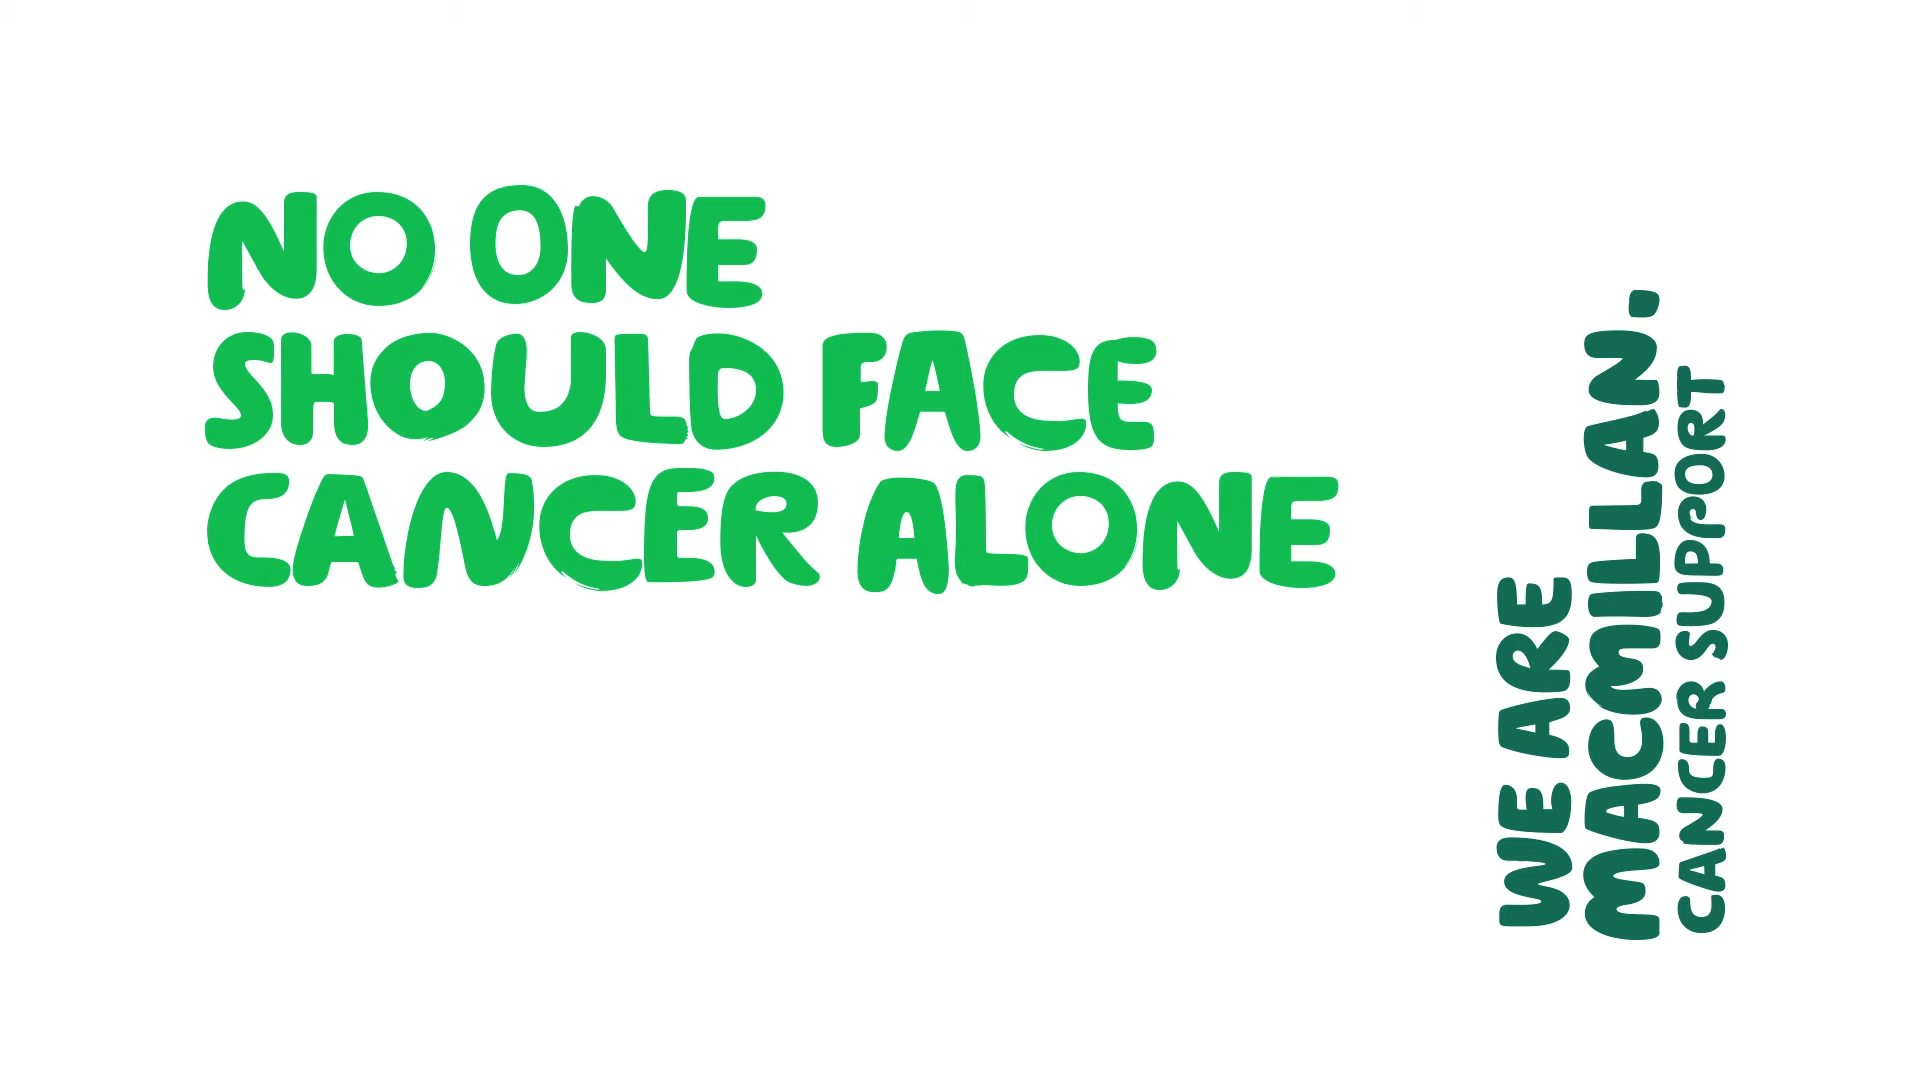 NO ONE
SHOULD FACE
CANCER ALONE
WE ARE
MACMILLAN.
CANCER SUPPORT